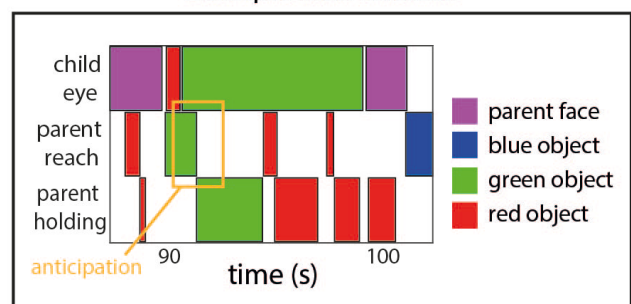 child
eye
parent
reach
parent
holding
anticipation
90
100
time (s)
parent face
blue object
green object
red object